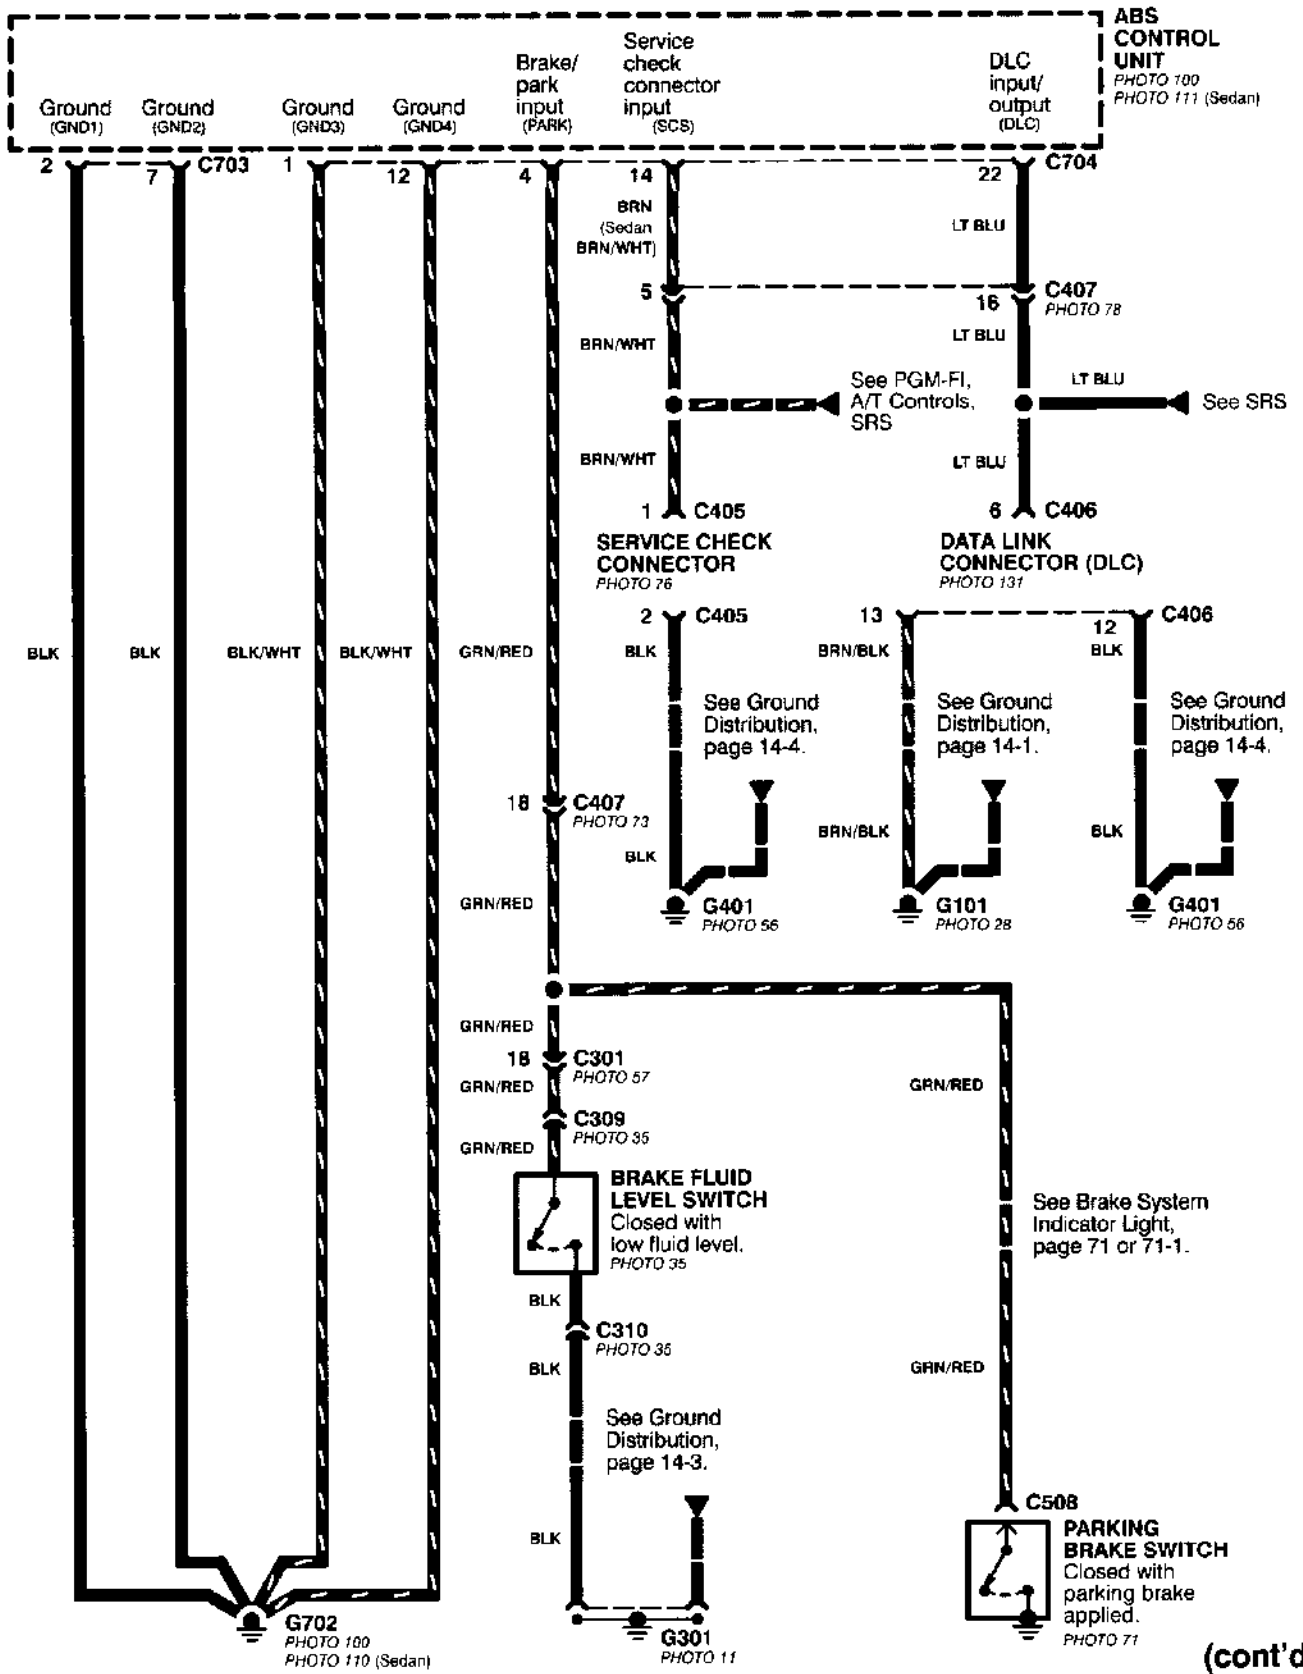 ABS
CONTROL
UNIT
PHOTO 100
PHOTO 111 (Sedan)
Ground
(GND1)
Ground
(GND2)
Ground
(GND3)
Ground
(GND4)
Brake/
park
input
(PARK)
Service
check
connector
input
(SCS)
DLC
input/
output
(DLC)
2
7
C703
1
12
4
14
22
C704
BRN
(Sedan
BRN/WHT)
LT BLU
5
16
C407
PHOTO 78
BRN/WHT
LT BLU
See PGM-FI,
A/T Controls,
SRS
LT BLU
See SRS
BRN/WHT
LT BLU
1
C405
6
C406
SERVICE CHECK
CONNECTOR
PHOTO 76
DATA LINK
CONNECTOR (DLC)
PHOTO 131
2
C405
13
12
C406
BLK
BLK
BLK/WHT
BLK/WHT
GRN/RED
BLK
BRN/BLK
BLK
See Ground
Distribution,
page 14-4.
See Ground
Distribution,
page 14-1.
See Ground
Distribution,
page 14-4.
18
C407
PHOTO 73
BLK
BRN/BLK
BLK
GRN/RED
G401
PHOTO 56
G101
PHOTO 28
G401
PHOTO 56
GRN/RED
18
C301
PHOTO 57
GRN/RED
C309
PHOTO 35
GRN/RED
GRN/RED
BRAKE FLUID
LEVEL SWITCH
Closed with
low fluid level.
PHOTO 35
See Brake System
Indicator Light,
page 71 or 71-1.
BLK
C310
PHOTO 35
BLK
GRN/RED
See Ground
Distribution,
page 14-3.
BLK
C508
PARKING
BRAKE SWITCH
Closed with
parking brake
applied.
PHOTO 71
G702
PHOTO 100
PHOTO 110 (Sedan)
G301
PHOTO 11
(cont'd